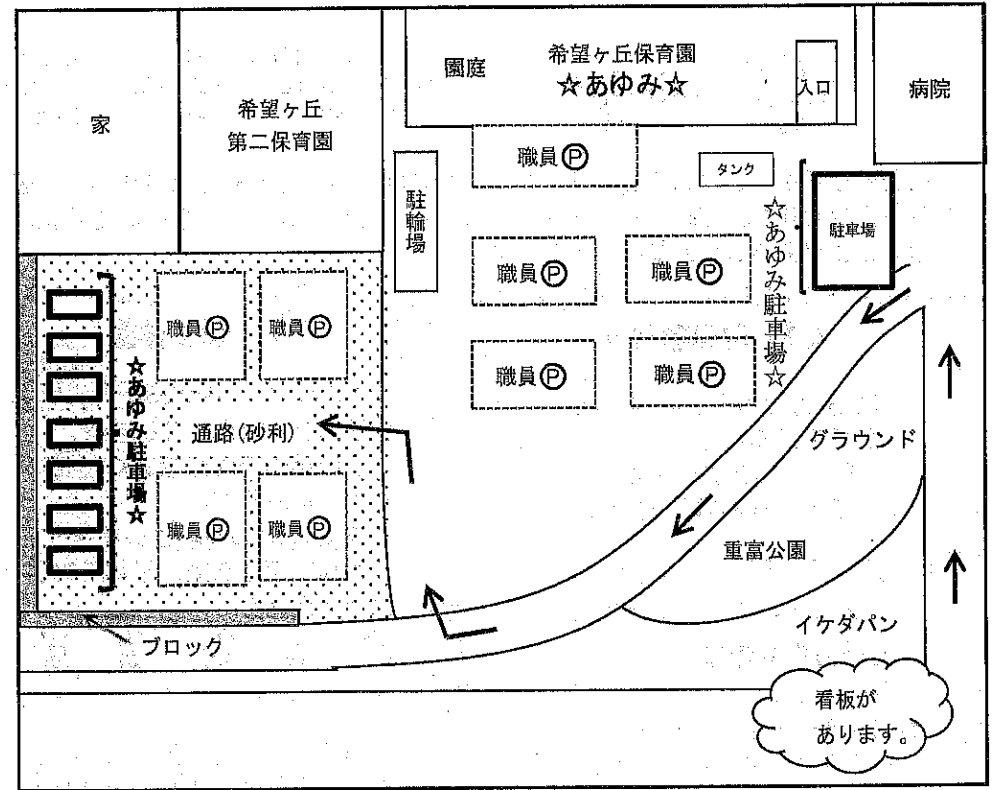 家
希望ヶ丘
第二保育園
園庭
希望ヶ丘保育園
☆あゆみ☆
入口
病院
職員Ⓟ
タンク
駐輪場
駐車場
☆あゆみ駐車場☆
職員Ⓟ
職員Ⓟ
職員Ⓟ
職員Ⓟ
職員Ⓟ
職員Ⓟ
☆あゆみ駐車場☆
通路(砂利)
職員Ⓟ
職員Ⓟ
グラウンド
重富公園
イケダパン
ブロック
看板が
あります。